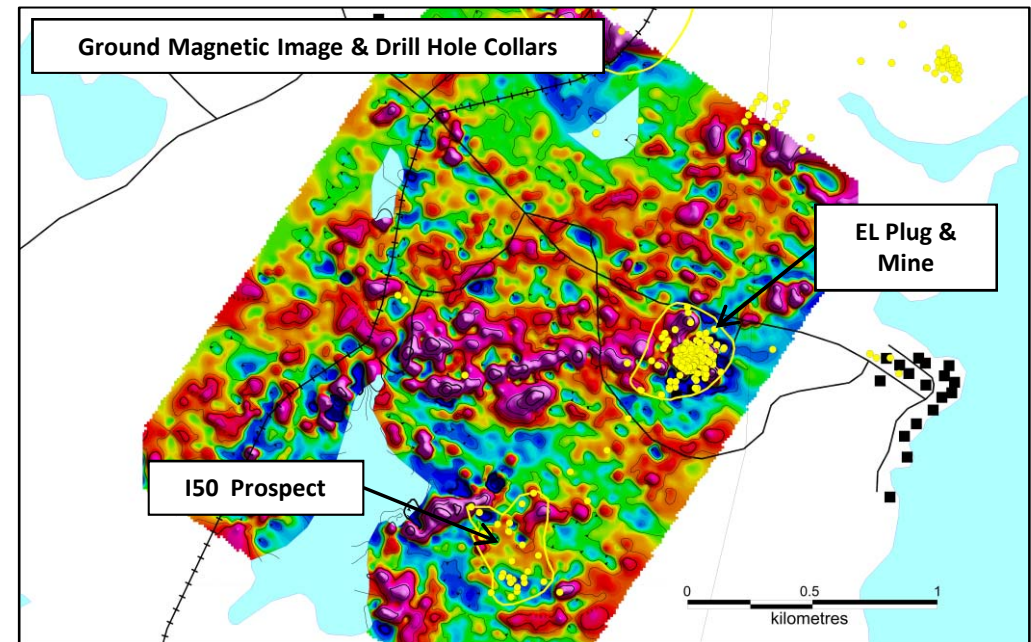 Ground Magnetic Image & Drill Hole Collars
EL Plug &
Mine
I50 Prospect
0 0.5 1
kilometres